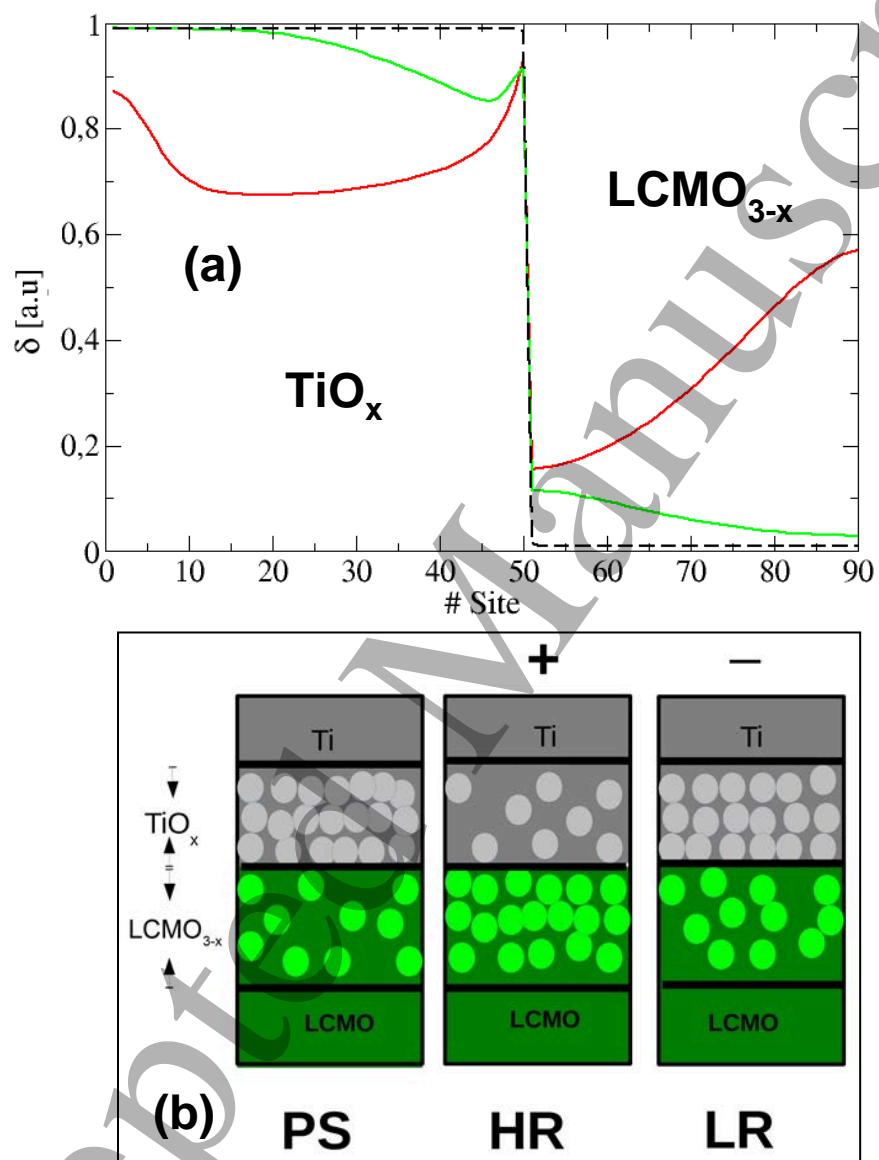 1
0,8
0,6
0,4
0,2
0
δ [a.u]
LCMO3-x
(a)
TiOx
0 10 20 30 40 50 60 70 80 90
# Site
+ –
Ti Ti Ti
TiOx
LCMO3-x
LCMO LCMO LCMO
(b) PS HR LR